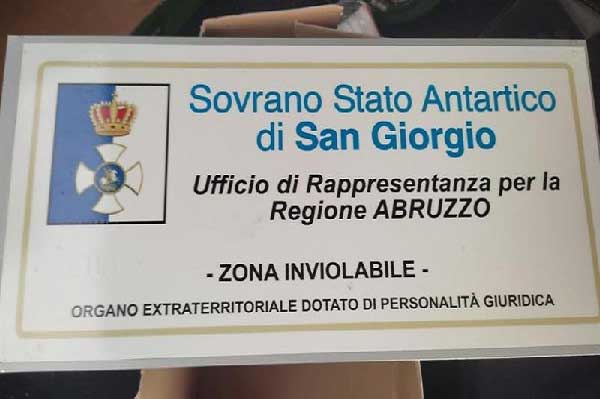 Sovrano Stato Antartico
di San Giorgio
Ufficio di Rappresentanza per la
Regione ABRUZZO
- ZONA INVIOLABILE -
ORGANO EXTRATERRITORIALE DOTATO DI PERSONALITÀ GIURIDICA